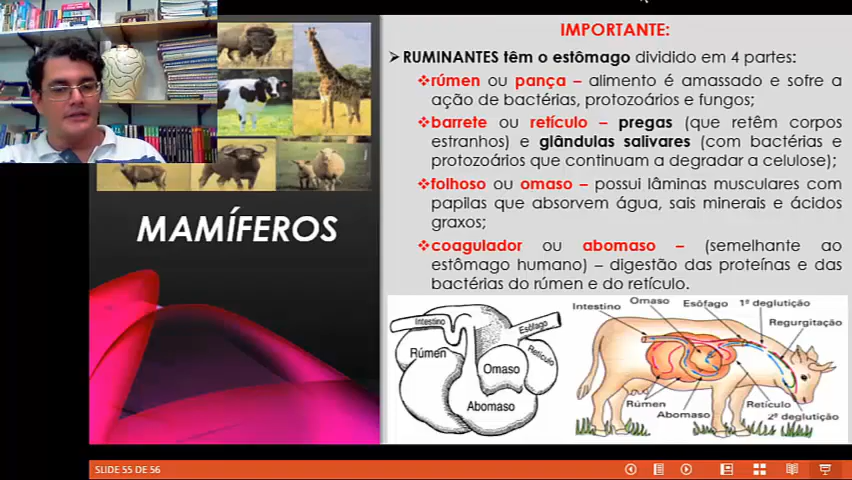 IMPORTANTE:
RUMINANTES têm o estômago dividido em 4 partes:
rúmen ou pança – alimento é amassado e sofre a
ação de bactérias, protozoários e fungos;
barrete ou retículo – pregas (que retêm corpos
estranhos) e glândulas salivares (com bactérias e
protozoários que continuam a degradar a celulose);
folhoso ou omaso – possui lâminas musculares com
papilas que absorvem água, sais minerais e ácidos
graxos;
coagulador ou abomaso – (semelhante ao
estômago humano) – digestão das proteínas e das
bactérias do rúmen e do retículo.
MAMÍFEROS
Intestino
Esôfago
Rúmen
Retículo
Omaso
Abomaso
Intestino
Omaso
Esôfago
1ª deglutição
Regurgitação
Rúmen
Abomaso
Retículo
2ª deglutição
SLIDE 55 DE 56